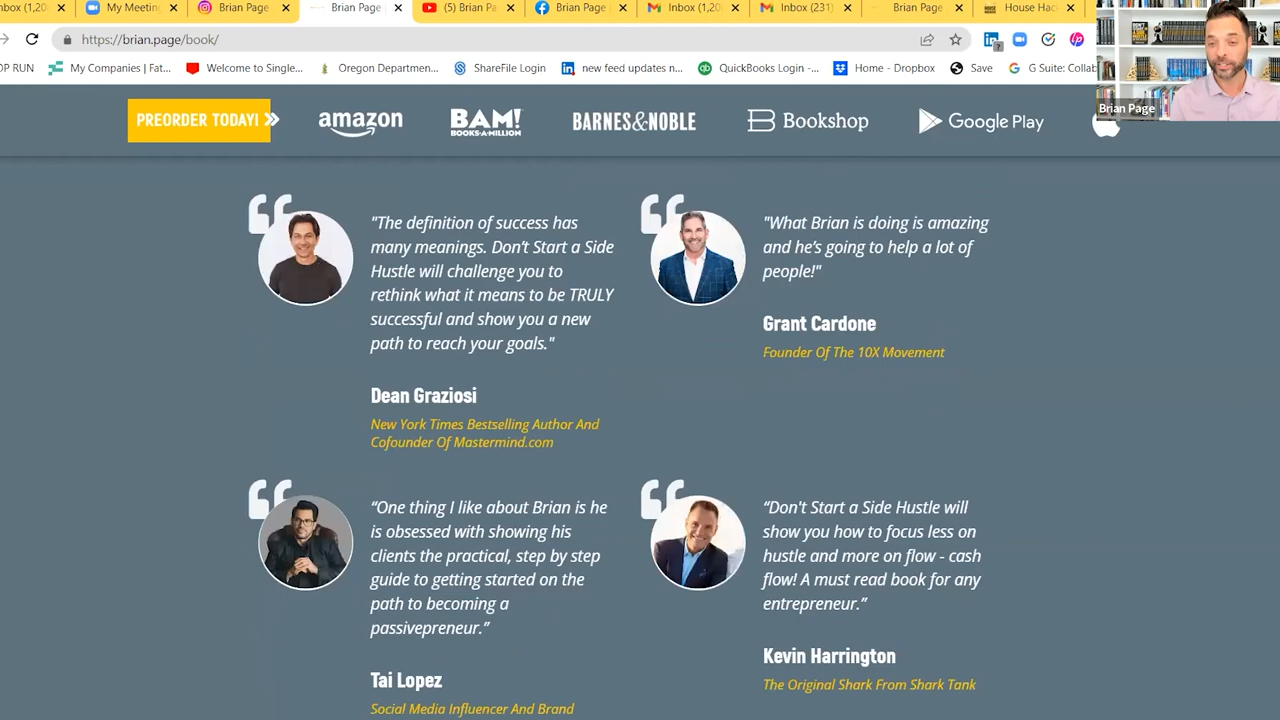 nbox (1,20
My Meeting
Brian Page
Brian Page
(5) Brian Pa
Brian Page
Inbox (1,20
Inbox (231)
Brian Page
House Hac
https://brian.page/book/
OP RUN
My Companies | Fat...
Welcome to Single...
Oregon Departmen...
ShareFile Login
new feed updates n...
QuickBooks Login -...
Home - Dropbox
Save
G Suite: Collab
Brian Page
PREORDER TODAY!
amazon
BAM!
BOOKS-A-MILLION
BARNES&NOBLE
Bookshop
Google Play
"The definition of success has
many meanings. Don't Start a Side
Hustle will challenge you to
rethink what it means to be TRULY
successful and show you a new
path to reach your goals."
Dean Graziosi
New York Times Bestselling Author And
Cofounder Of Mastermind.com
"What Brian is doing is amazing
and he's going to help a lot of
people!"
Grant Cardone
Founder Of The 10X Movement
“One thing I like about Brian is he
is obsessed with showing his
clients the practical, step by step
guide to getting started on the
path to becoming a
passivepreneur.”
Tai Lopez
Social Media Influencer And Brand
“Don't Start a Side Hustle will
show you how to focus less on
hustle and more on flow - cash
flow! A must read book for any
entrepreneur.”
Kevin Harrington
The Original Shark From Shark Tank